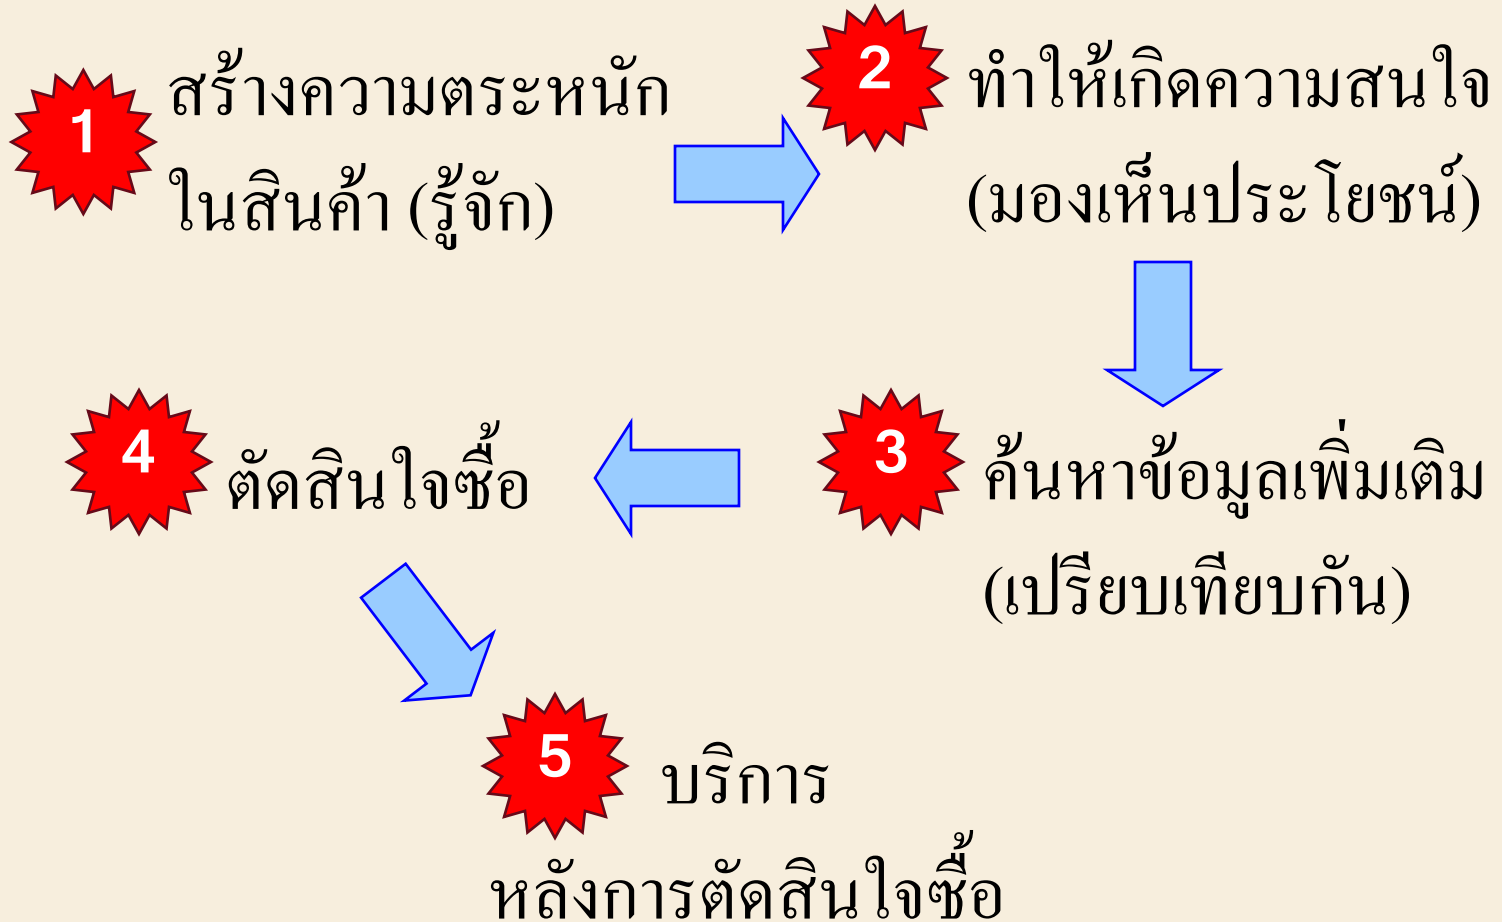 1
สร้างความตระหนัก
ในสินค้า (รู้จัก)
2
ทำให้เกิดความสนใจ
(มองเห็นประโยชน์)
3
ค้นหาข้อมูลเพิ่มเติม
(เปรียบเทียบกัน)
4
ตัดสินใจซื้อ
5
บริการ
หลังการตัดสินใจซื้อ